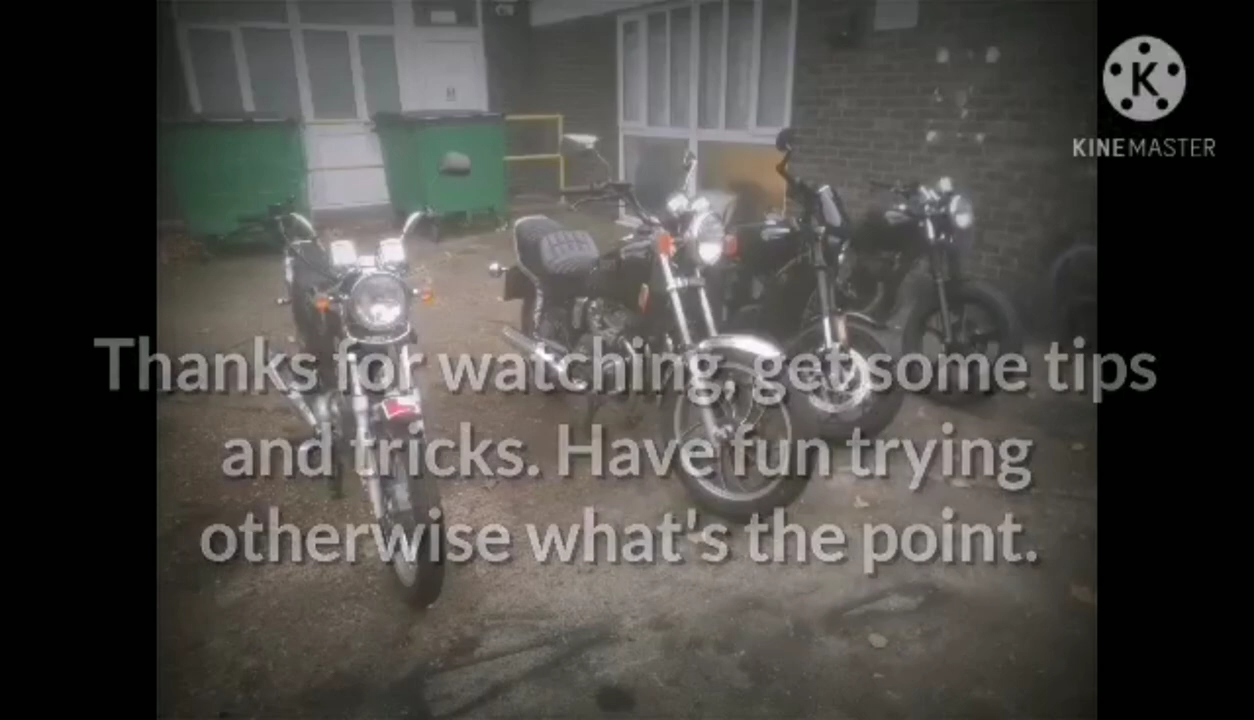 KINEMASTER
Thanks for watching, get some tips
and tricks. Have fun trying
otherwise what's the point.